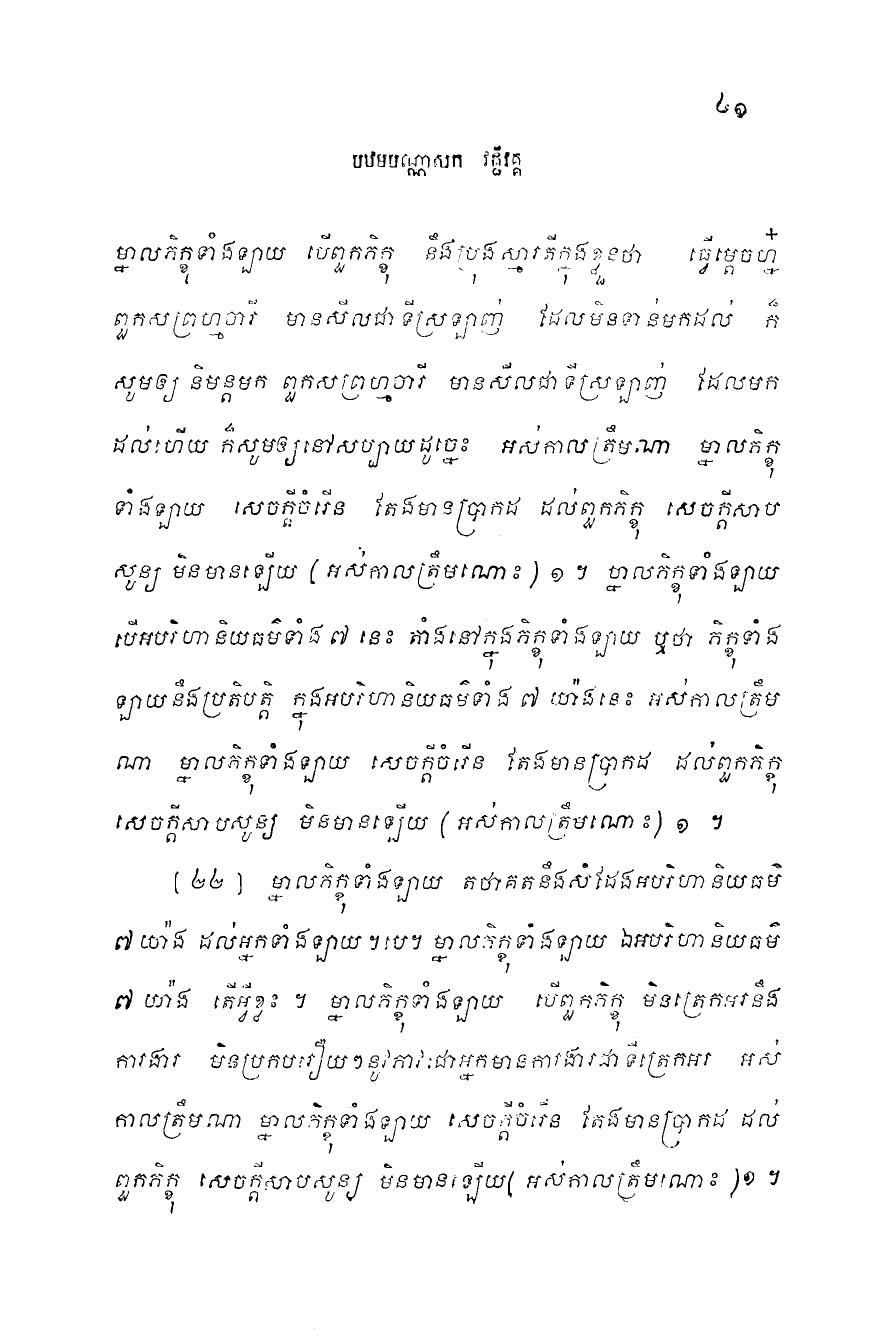 ៤១
បឋមបណ្ណាសក វជ្ជីវគ្គ
ម្នាលភិក្ខុទាំងឡាយ បើពួកភិក្ខុ នឹងប្រុងស្មារតីក្នុងខ្លួនថា ធ្វើម្តេចហ្ន៎
ពួកសព្រហ្មចារី មានសីលជាទីស្រឡាញ់ ដែលមិនទាន់មកដល់ ក៏
សូមឲ្យ និមន្តមក ពួកសព្រហ្មចារី មានសីលជាទីស្រឡាញ់ ដែលមក
ដល់ហើយ ក៏សូមឲ្យនៅសប្បាយដូច្នេះ អស់កាលត្រឹមណា ម្នាលភិក្ខុ
ទាំងឡាយ សេចក្តីចំរើន តែងមានប្រាកដ ដល់ពួកភិក្ខុ សេចក្តីសាប
សូន្យ មិនមានឡើយ (អស់កាលត្រឹមណោះ) ១ ។ ម្នាលភិក្ខុទាំងឡាយ
បើអបរិហានិយធម៌ទាំង ៧ នេះ តាំងនៅក្នុងភិក្ខុទាំងឡាយ ឬថា ភិក្ខុទាំង
ឡាយនឹងប្រតិបត្តិ ក្នុងអបរិហានិយធម៌ទាំង ៧ យ៉ាងនេះ អស់កាលត្រឹម
ណា ម្នាលភិក្ខុទាំងឡាយ សេចក្តីចំរើន តែងមានប្រាកដ ដល់ពួកភិក្ខុ
សេចក្តីសាបសូន្យ មិនមានឡើយ (អស់កាលត្រឹមណោះ) ១ ។
[២២] ម្នាលភិក្ខុទាំងឡាយ តថាគតនឹងសំដែងអបរិហានិយធម៌
៧ យ៉ាង ដល់អ្នកទាំងឡាយ ។បេ។ ម្នាលភិក្ខុទាំងឡាយ ឯអបរិហានិយធម៌
៧ យ៉ាង តើអ្វីខ្លះ ។ ម្នាលភិក្ខុទាំងឡាយ បើពួកភិក្ខុ មិនត្រេកអរនឹង
ការងារ មិនប្រកបរឿយៗនូវភាវៈជាអ្នកមានការងារជាទីត្រេកអរ អស់
កាលត្រឹមណា ម្នាលភិក្ខុទាំងឡាយ សេចក្តីចំរើន តែងមានប្រាកដ ដល់
ពួកភិក្ខុ សេចក្តីសាបសូន្យ មិនមានឡើយ (អស់កាលត្រឹមណោះ) ១ ។